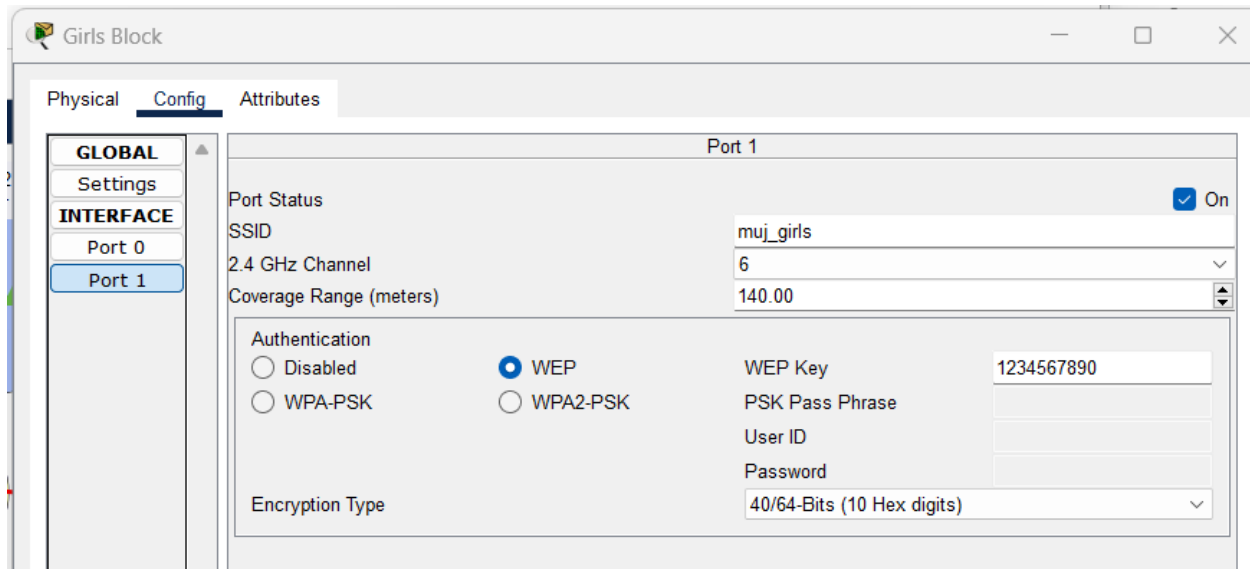 Girls Block
Physical Config Attributes
GLOBAL
Settings
INTERFACE
Port 0
Port 1
Port 1
Port Status On
SSID muj_girls
2.4 GHz Channel 6
Coverage Range (meters) 140.00
Authentication
Disabled WEP WEP Key 1234567890
WPA-PSK WPA2-PSK PSK Pass Phrase
User ID
Password
Encryption Type 40/64-Bits (10 Hex digits)